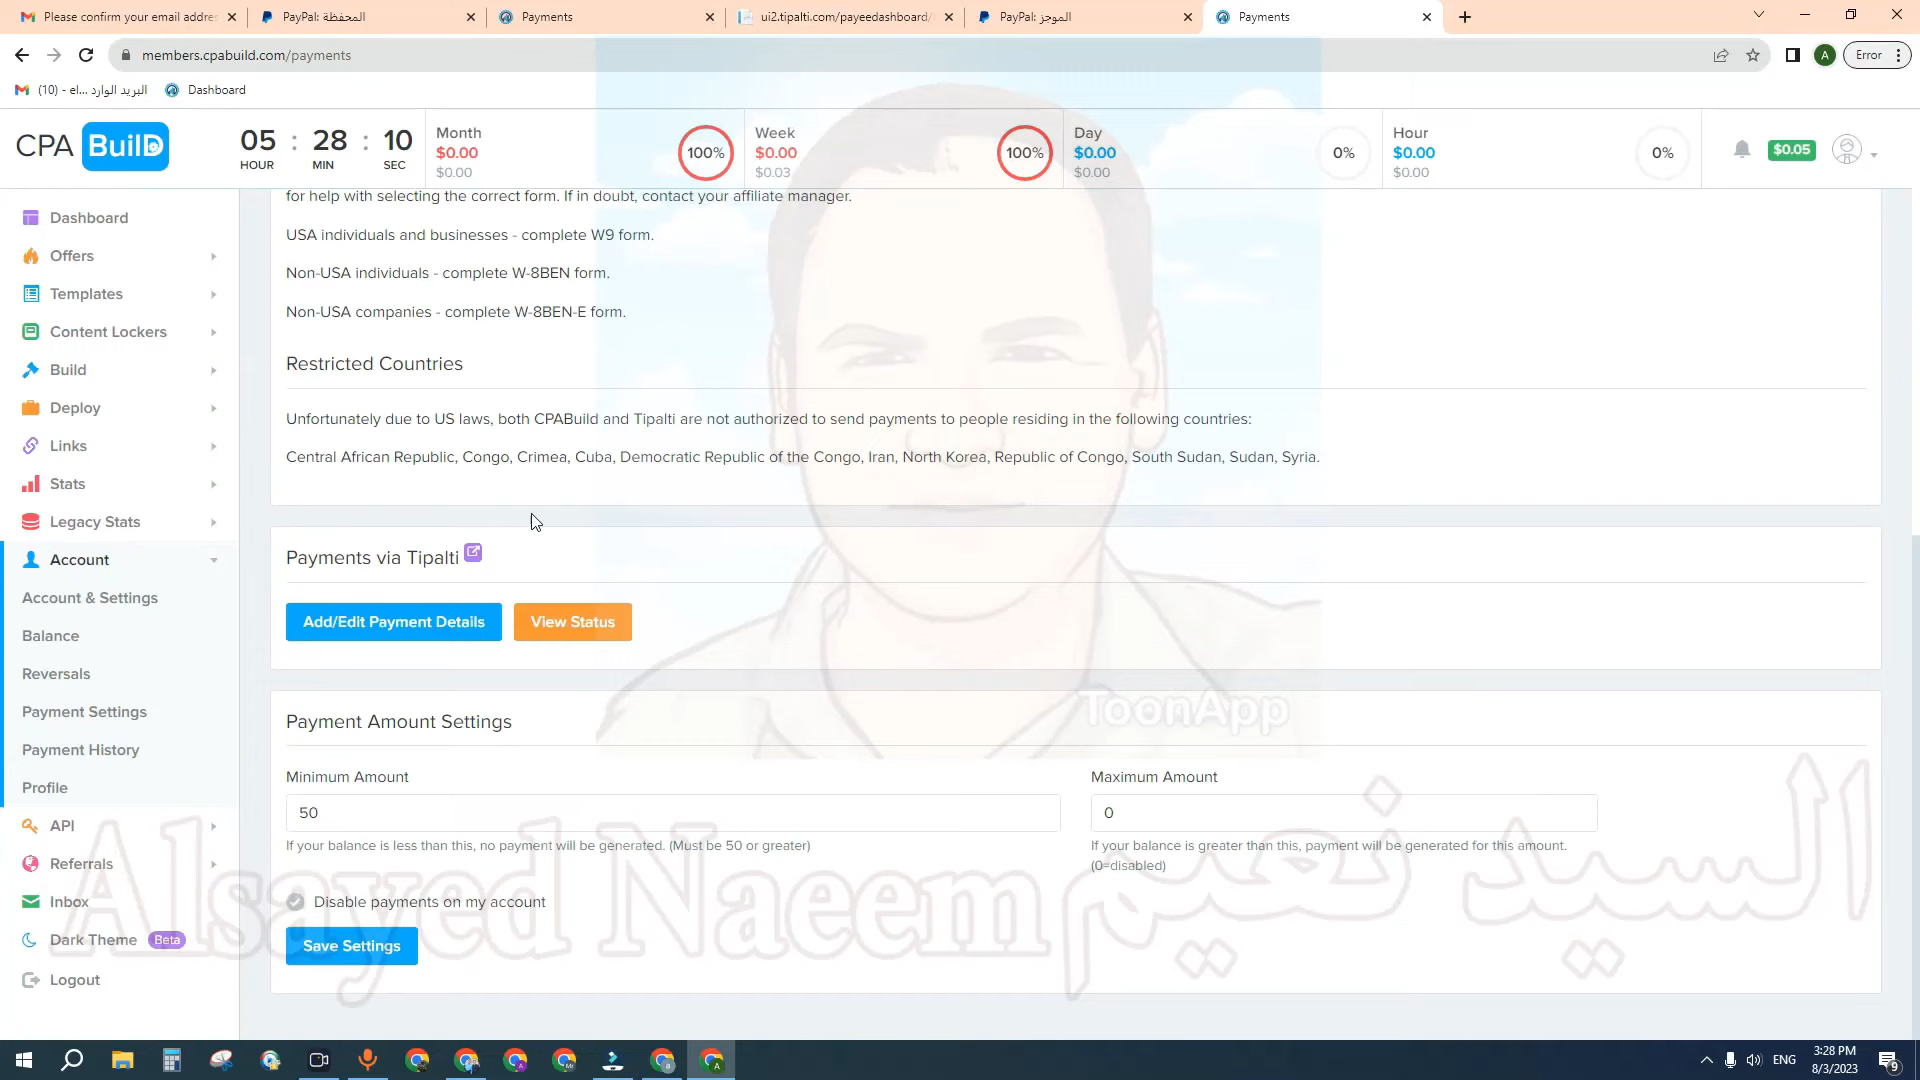 Please confirm your email addre
PayPal: المحفظة
Payments
ui2.tipalti.com/payeedashboard/
PayPal: الموجز
Payments
members.cpabuild.com/payments
A
Error
(10) - el... البريد الوارد
Dashboard
CPA BuilD
05 : 28 : 10
HOUR MIN SEC
Month
$0.00
$0.00
100%
Week
$0.00
$0.03
100%
Day
$0.00
$0.00
0%
Hour
$0.00
$0.00
0%
$0.05
Dashboard
Offers
Templates
Content Lockers
Build
Deploy
Links
Stats
Legacy Stats
Account
Account & Settings
Balance
Reversals
Payment Settings
Payment History
Profile
API
Referrals
Inbox
Dark Theme Beta
Logout
for help with selecting the correct form. If in doubt, contact your affiliate manager.
USA individuals and businesses - complete W9 form.
Non-USA individuals - complete W-8BEN form.
Non-USA companies - complete W-8BEN-E form.
Restricted Countries
Unfortunately due to US laws, both CPABuild and Tipalti are not authorized to send payments to people residing in the following countries:
Central African Republic, Congo, Crimea, Cuba, Democratic Republic of the Congo, Iran, North Korea, Republic of Congo, South Sudan, Sudan, Syria.
Payments via Tipalti
Add/Edit Payment Details
View Status
ToonApp
Payment Amount Settings
Minimum Amount
50
If your balance is less than this, no payment will be generated. (Must be 50 or greater)
Maximum Amount
0
If your balance is greater than this, payment will be generated for this amount.
(0=disabled)
Disable payments on my account
Save Settings
Alsayed Naeem السيد نعيم
ENG
3:28 PM
8/3/2023
9